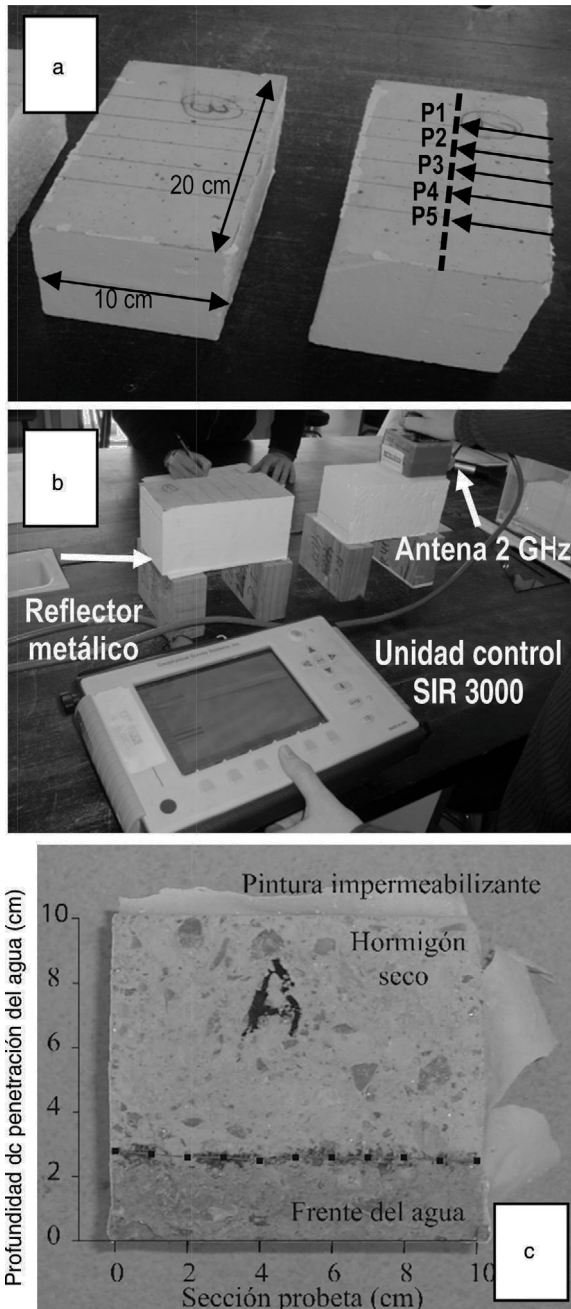 a
20 cm
10 cm
P1
P2
P3
P4
P5
b
Antena 2 GHz
Reflector
metálico
Unidad control
SIR 3000
Profundidad dc penetración del agua (cm)
Pintura impermeabilizante
Hormigón
seco
A
10
8
6
4
2
0
Frente del agua
0 2 4 6 8 10
Sección probeta (cm)
c